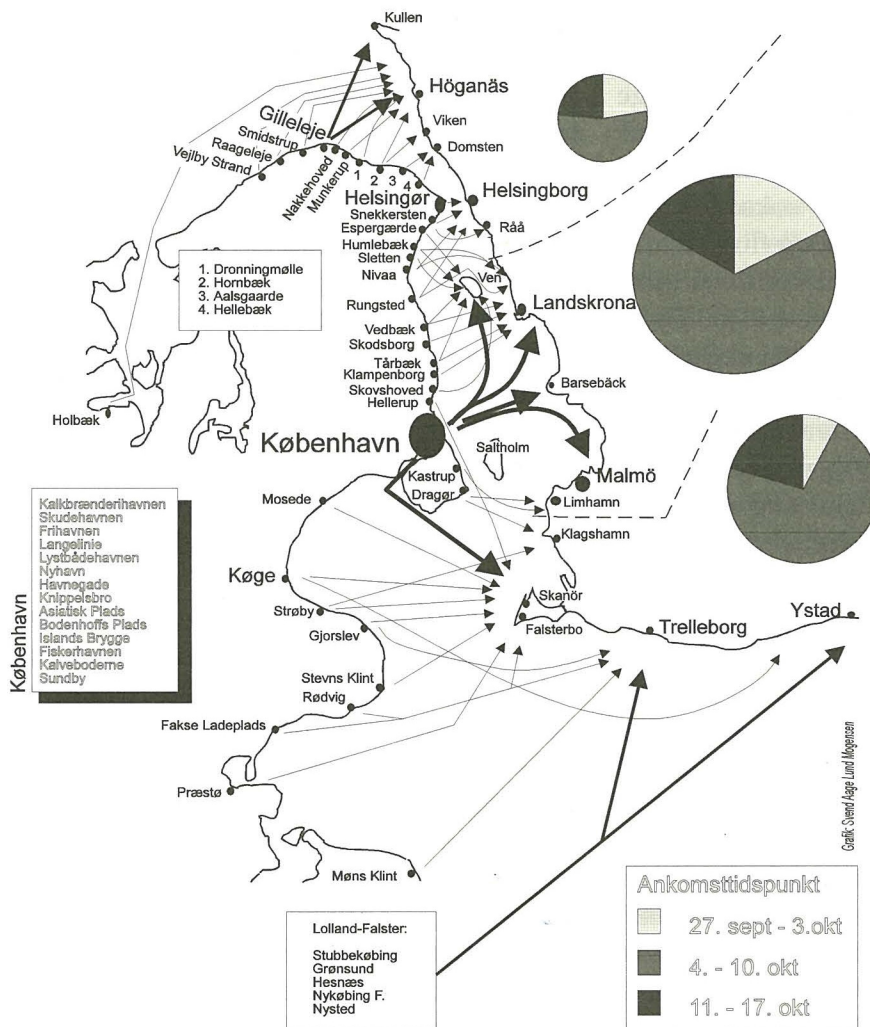 Kullen
Höganäs
Viken
Domsten
Gilleleje
Smidstrup
Raageleje
Vejlby Strand
Nakkehoved
Munkerup
1
2
3
4
Helsingør
Helsingborg
Snekkersten
Espergærde
Råå
Humlebæk
Sletten
Nivaa
Ven
1. Dronningmølle
2. Hornbæk
3. Aalsgaarde
4. Hellebæk
Rungsted
Landskrona
Vedbæk
Skodsborg
Tårbæk
Klampenborg
Skovshoved
Hellerup
Barsebäck
Holbæk
København
Saltholm
Malmö
Kastrup
Dragør
Limhamn
Mosede
Klagshamn
København
Kalkbrænderihavnen
Skudehavnen
Frihavnen
Langelinie
Lystbådehavnen
Nyhavn
Havnegade
Knippelsbro
Asiatisk Plads
Bodenhoffs Plads
Islands Brygge
Fiskerhavnen
Kalveboderne
Sundby
Køge
Strøby
Gjorslev
Skanör
Falsterbo
Trelleborg
Ystad
Stevns Klint
Rødvig
Fakse Ladeplads
Præstø
Møns Klint
Grafik: Svend Aage Lund Mogensen
Lolland-Falster:
Stubbekøbing
Grønsund
Hesnæs
Nykøbing F.
Nysted
Ankomsttidspunkt
27. sept - 3.okt
4. - 10. okt
11. - 17. okt